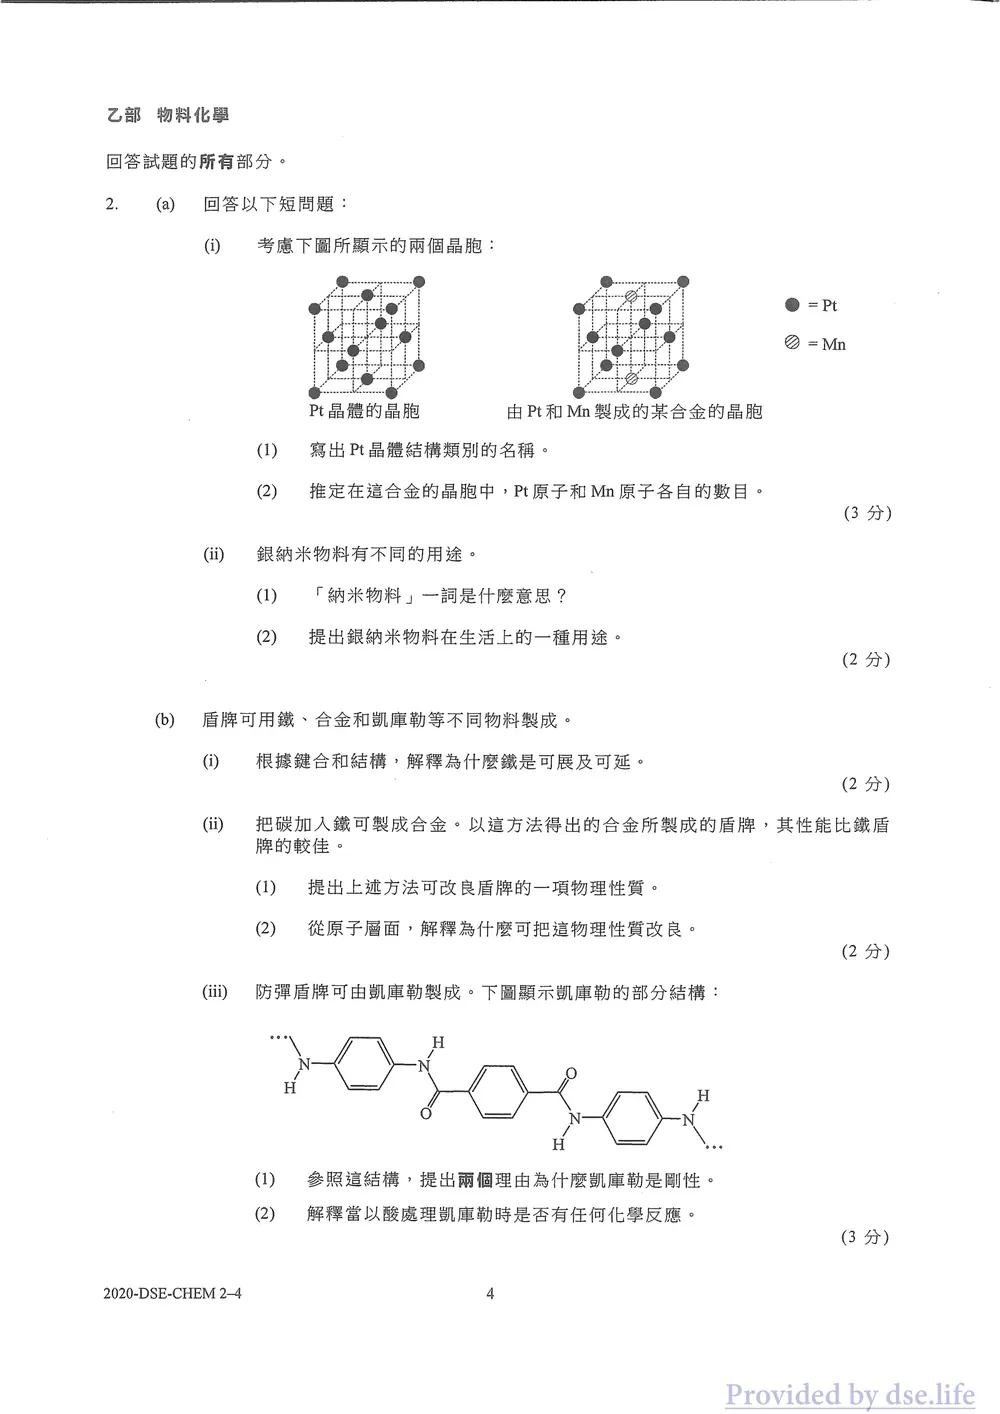 乙部　物料化學
回答試題的所有部分。
2. (a) 回答以下短問題：
(i) 考慮下圖所顯示的兩個晶胞：
= Pt
= Mn
Pt 晶體的晶胞　由 Pt 和 Mn 製成的某合金的晶胞
(1) 寫出 Pt 晶體結構類別的名稱。
(2) 推定在這合金的晶胞中，Pt 原子和 Mn 原子各自的數目。
(3 分)
(ii) 銀納米物料有不同的用途。
(1) 「納米物料」一詞是什麼意思？
(2) 提出銀納米物料在生活上的一種用途。
(2 分)
(b) 盾牌可用鐵、合金和凱庫勒等不同物料製成。
(i) 根據鍵合和結構，解釋為什麼鐵是可展及可延。
(2 分)
(ii) 把碳加入鐵可製成合金。以這方法得出的合金所製成的盾牌，其性能比鐵盾
牌的較佳。
(1) 提出上述方法可改良盾牌的一項物理性質。
(2) 從原子層面，解釋為什麼可把這物理性質改良。
(2 分)
(iii) 防彈盾牌可由凱庫勒製成。下圖顯示凱庫勒的部分結構：
H
N N
H
O
O
H
N N
H
(1) 參照這結構，提出兩個理由為什麼凱庫勒是剛性。
(2) 解釋當以酸處理凱庫勒時是否有任何化學反應。
(3 分)
2020-DSE-CHEM 2–4　4
Provided by dse.life